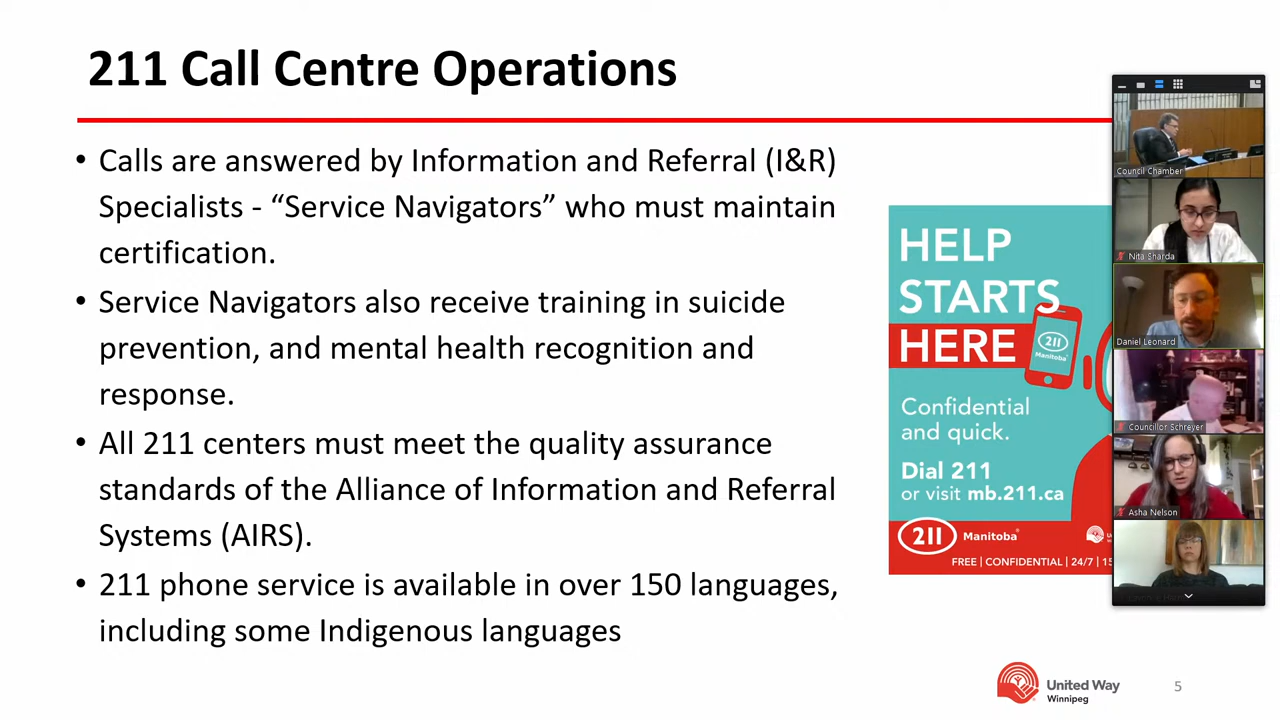 211 Call Centre Operations
• Calls are answered by Information and Referral (I&R)
Specialists - “Service Navigators” who must maintain
certification.
• Service Navigators also receive training in suicide
prevention, and mental health recognition and
response.
• All 211 centers must meet the quality assurance
standards of the Alliance of Information and Referral
Systems (AIRS).
• 211 phone service is available in over 150 languages,
including some Indigenous languages
HELP
STARTS
HERE
211
Manitoba
Confidential
and quick.
Dial 211
or visit mb.211.ca
211 Manitoba
FREE | CONFIDENTIAL | 24/7 | 15
Council Chamber
Nita Sharda
Daniel Leonard
Councillor Schreyer
Asha Nelson
United Way
Winnipeg
5